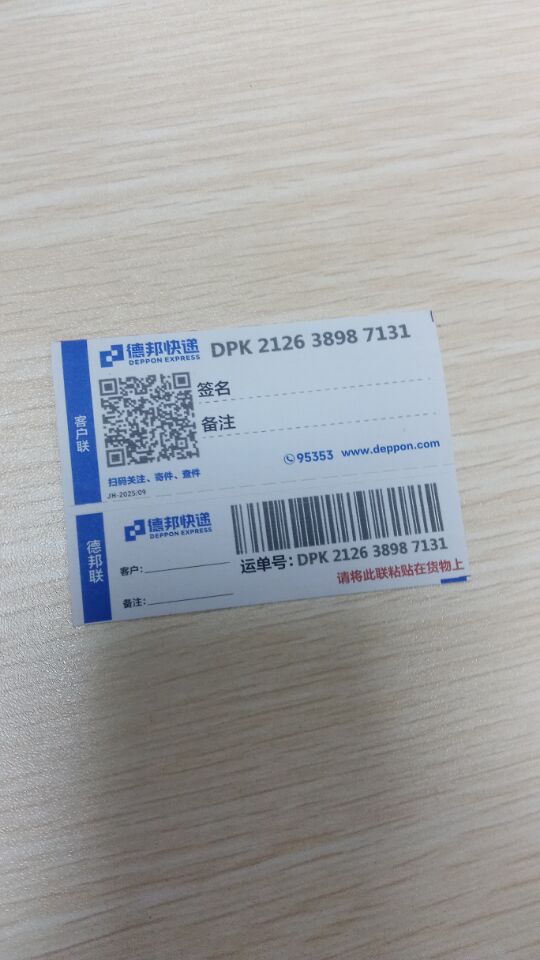 德邦快递
DEPPON EXPRESS
DPK 2126 3898 7131
客户联
签名
备注
扫码关注、寄件、查件
JH-2025/09
95353 www.deppon.com
德邦联
德邦快递
DEPPON EXPRESS
客户:
备注:
运单号: DPK 2126 3898 7131
请将此联粘贴在货物上